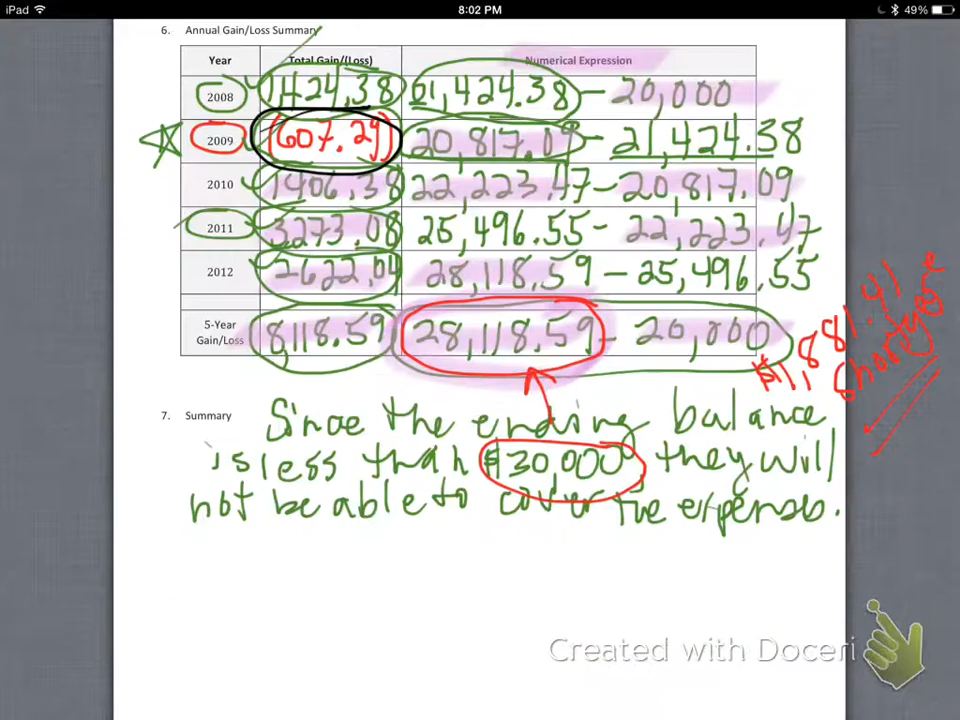 iPad 8:02 PM 49%
6. Annual Gain/Loss Summary
Year Total Gain/(Loss) Numerical Expression
2008 1424.38 21,424.38 – 20,000
2009 (607.29) 20,817.09 – 21,424.38
2010 1406.38 22,223.47 – 20,817.09
2011 3273.08 25,496.55 – 22,223.47
2012 2622.04 28,118.59 – 25,496.55
5-Year Gain/Loss 8118.59 28,118.59 – 20,000
$1,881.41
shortage
7. Summary Since the ending balance
is less than $30,000 they will
not be able to cover the expenses.
Created with Doceri